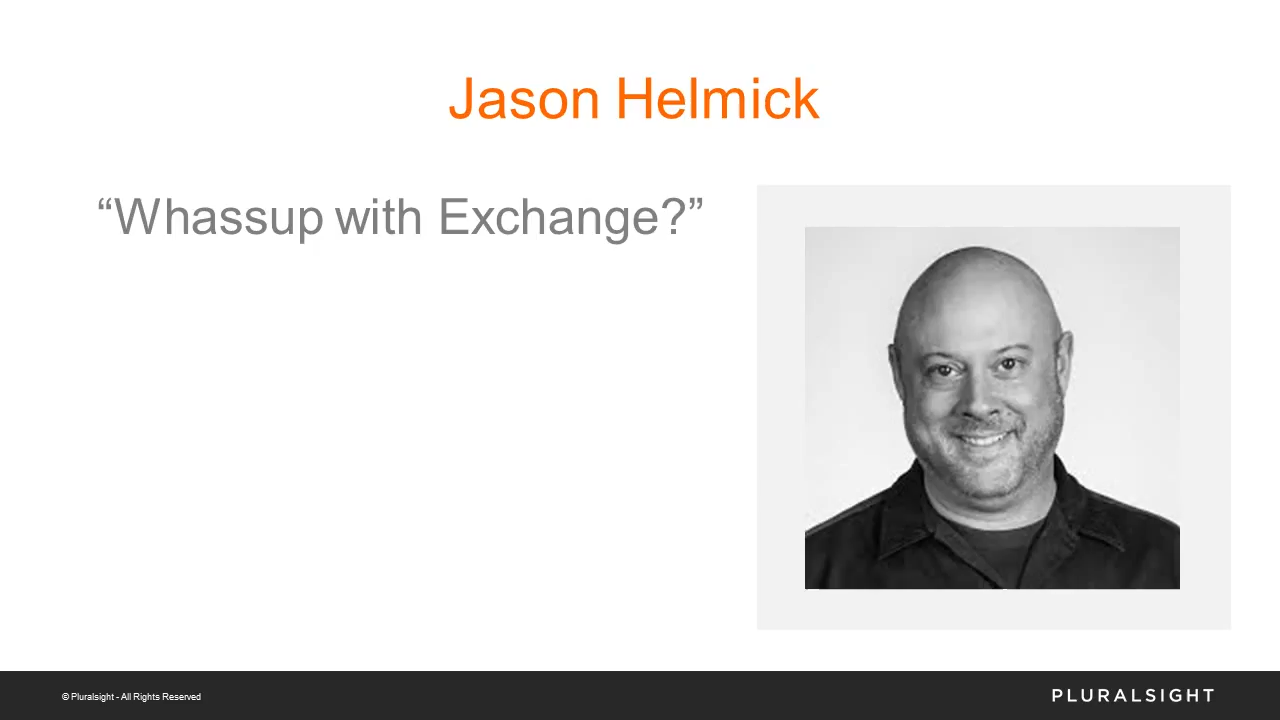 Jason Helmick
“Whassup with Exchange?”
© Pluralsight - All Rights Reserved
PLURALSIGHT